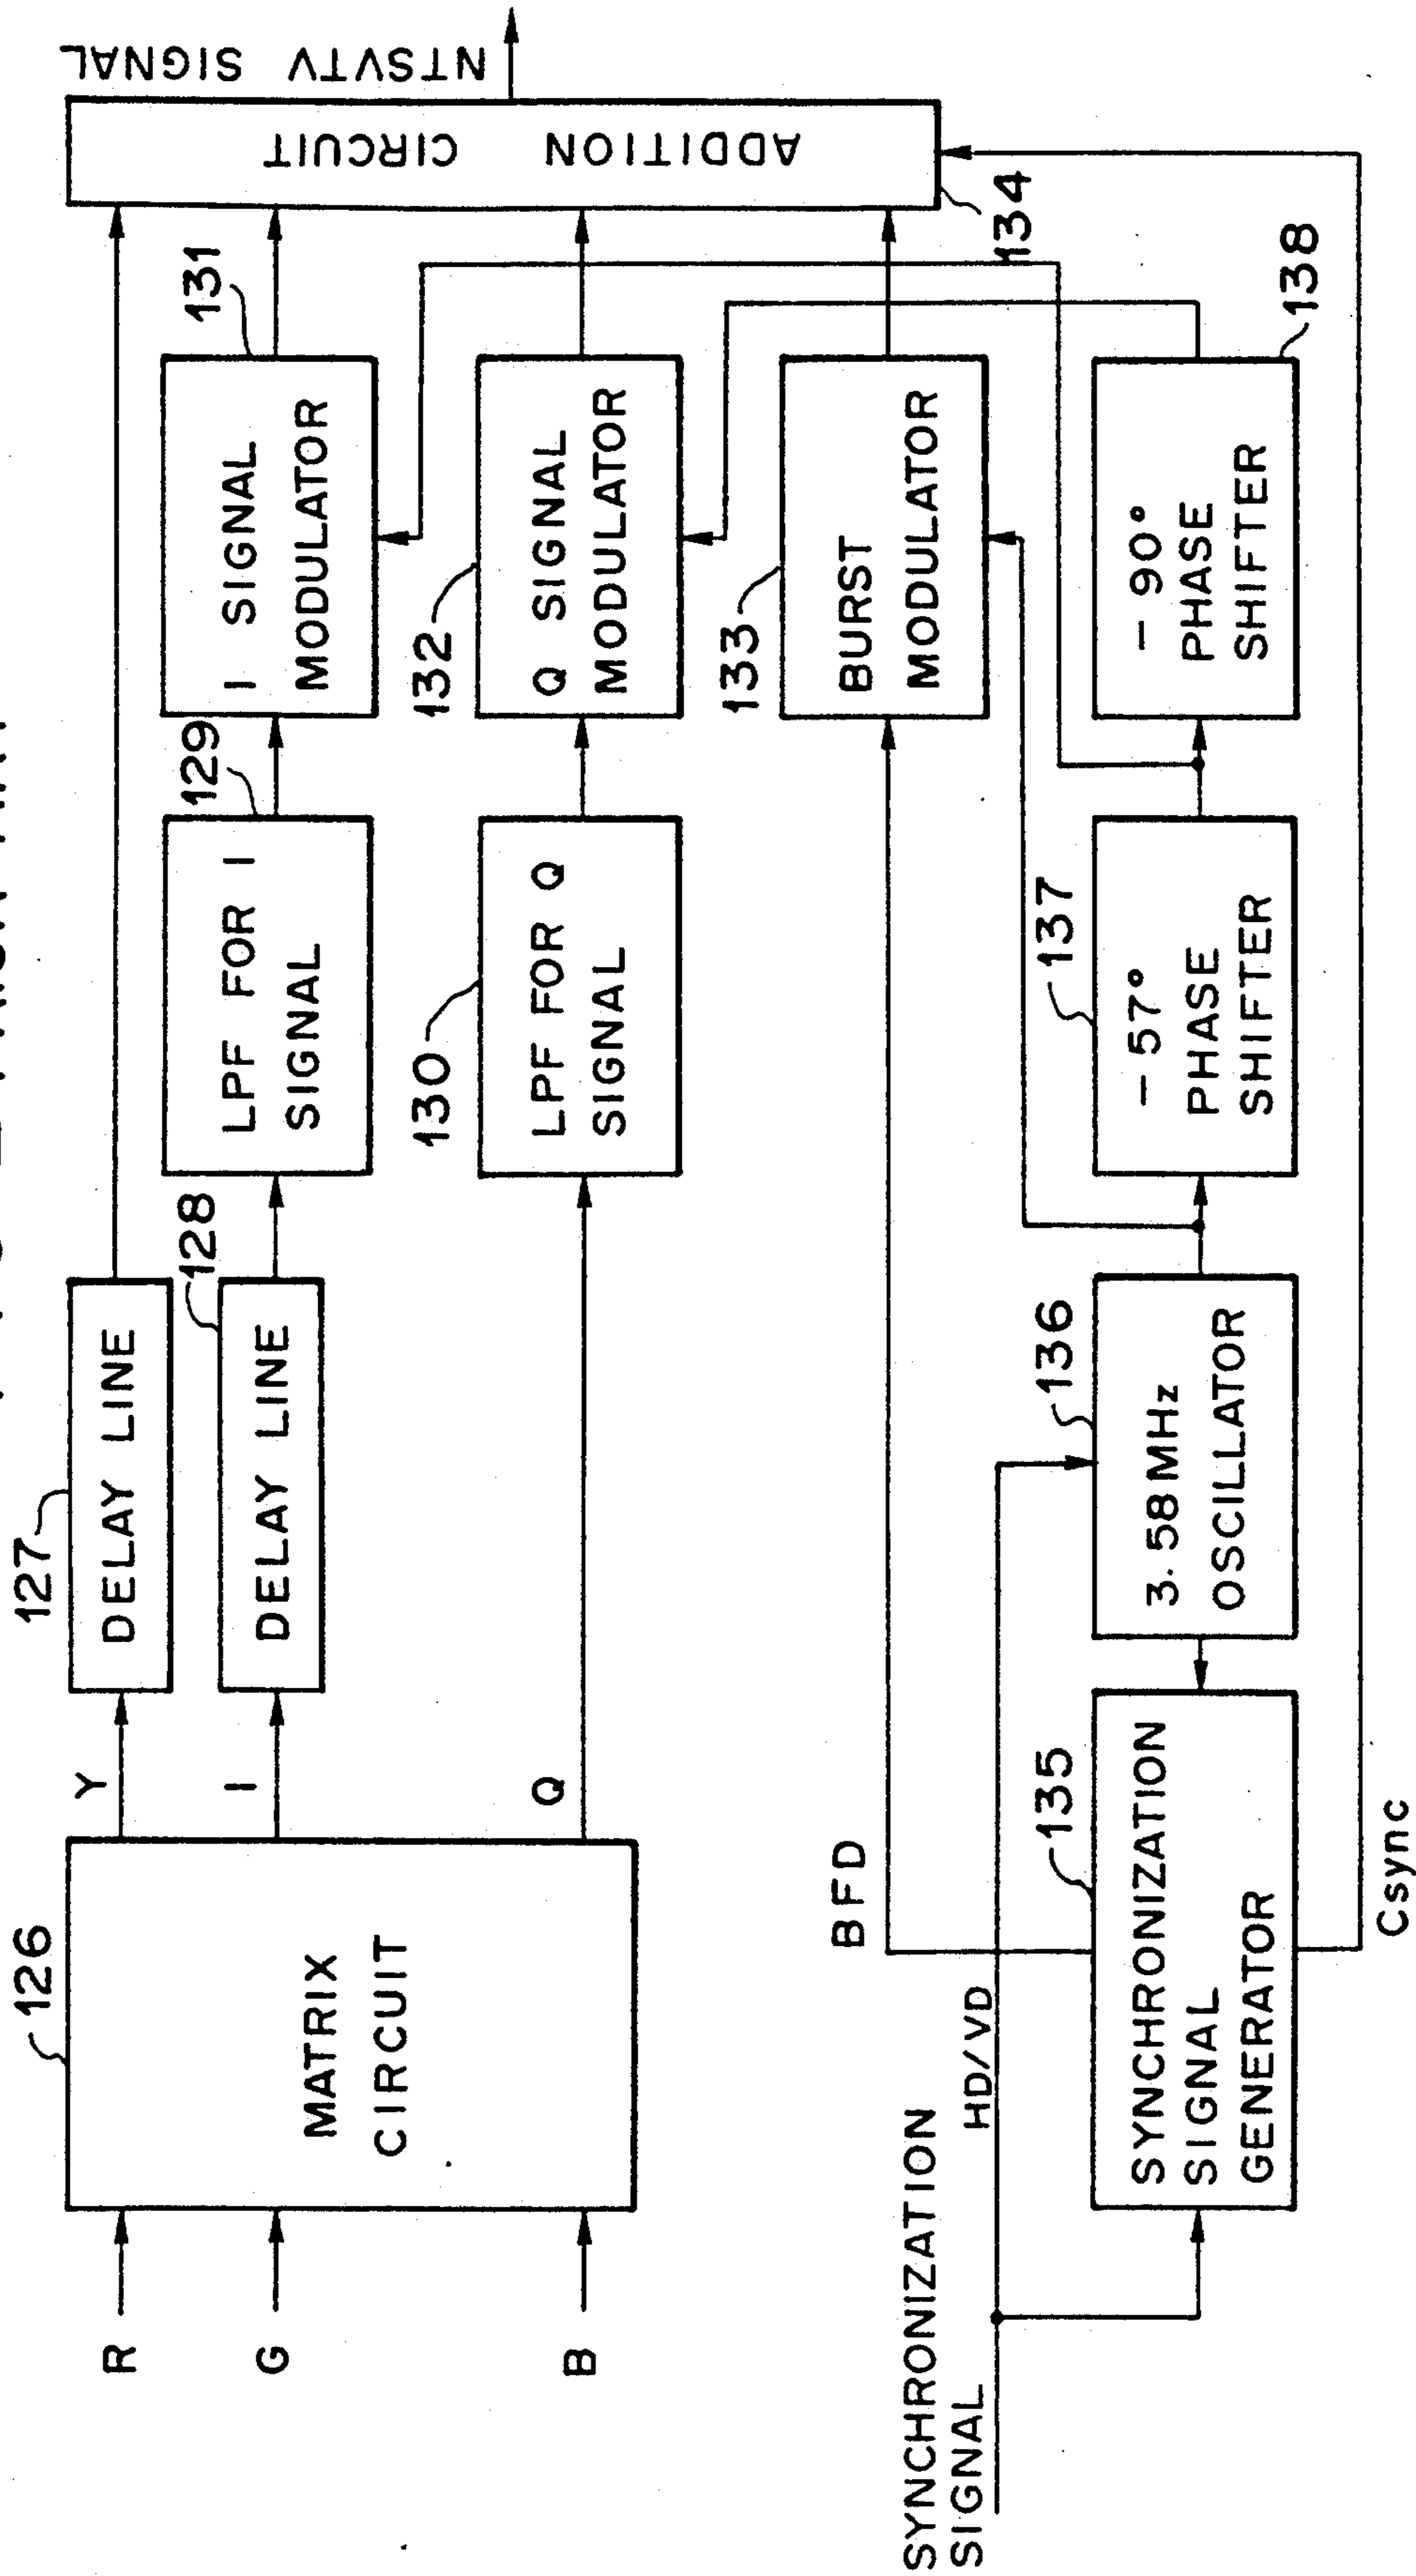 126
127
128
129
131
130
132
133
134
R
G
B
MATRIX
CIRCUIT
Y
I
Q
DELAY LINE
DELAY LINE
LPF FOR I
SIGNAL
LPF FOR Q
SIGNAL
I SIGNAL
MODULATOR
Q SIGNAL
MODULATOR
BURST
MODULATOR
ADDITION CIRCUIT
NTSVTV SIGNAL
SYNCHRONIZATION
SIGNAL
HD/VD
BFD
135
136
137
138
SYNCHRONIZATION
SIGNAL
GENERATOR
3.58MHz
OSCILLATOR
-57°
PHASE
SHIFTER
-90°
PHASE
SHIFTER
Csync